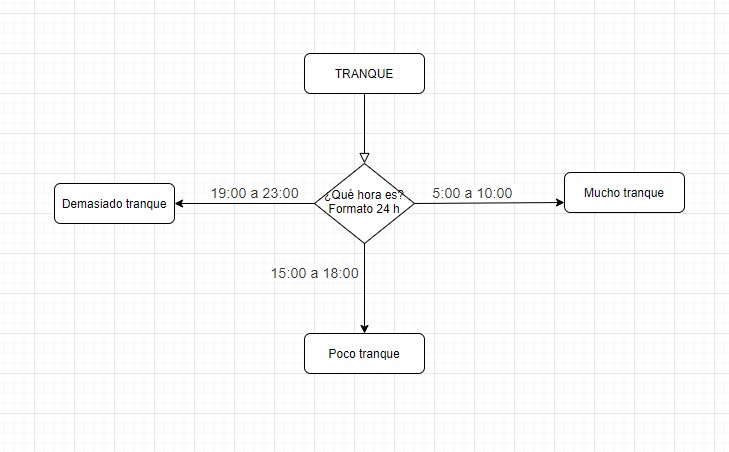 TRANQUE
¿Qué hora es?
Formato 24 h
19:00 a 23:00
5:00 a 10:00
Demasiado tranque
Mucho tranque
15:00 a 18:00
Poco tranque